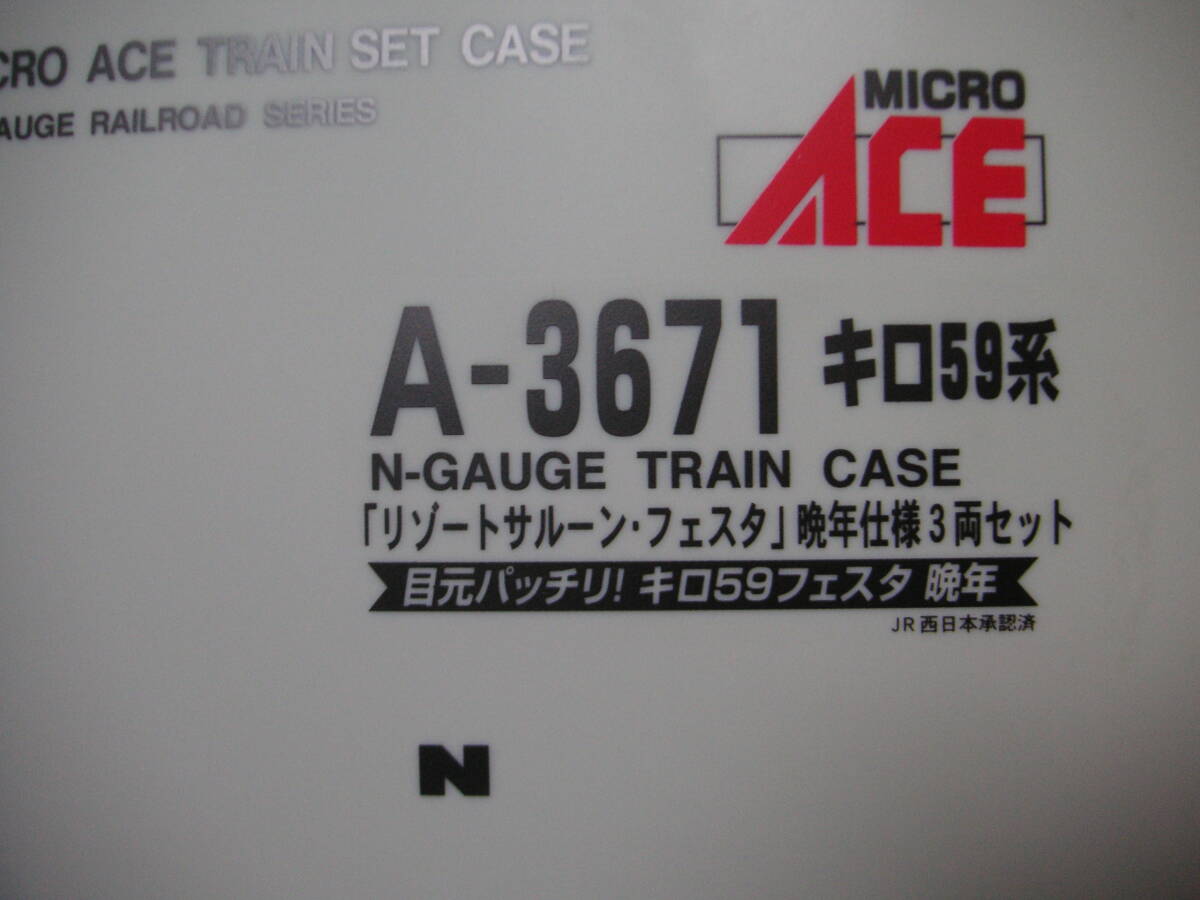 CRO ACE TRAIN SET CASE
AUGE RAILROAD SERIES
MICRO
ACE
A-3671 キロ59系
N-GAUGE TRAIN CASE
「リゾートサルーン・フェスタ」晩年仕様3両セット
目元パッチリ! キロ59フェスタ 晩年
JR西日本承認済
N